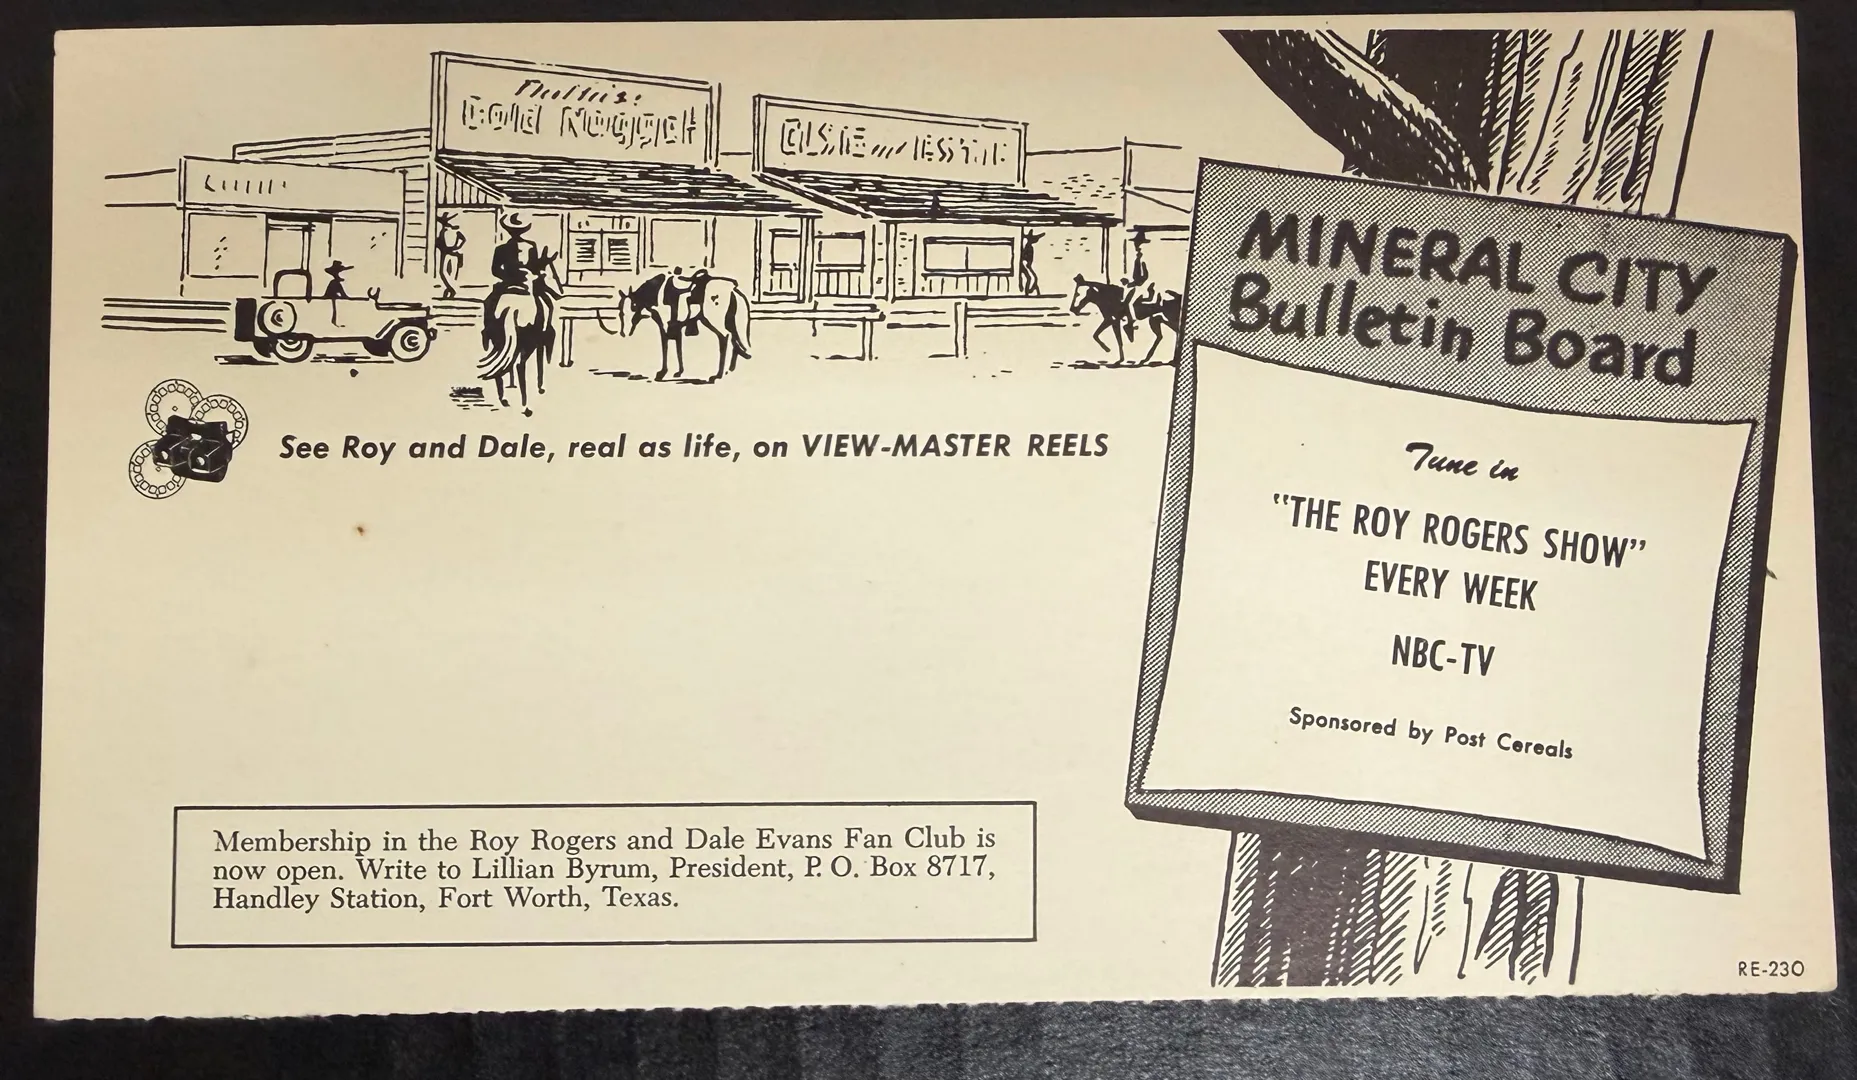 Gold Nugget
See Roy and Dale, real as life, on VIEW-MASTER REELS
MINERAL CITY
Bulletin Board
Tune in
"THE ROY ROGERS SHOW"
EVERY WEEK
NBC-TV
Sponsored by Post Cereals
Membership in the Roy Rogers and Dale Evans Fan Club is
now open. Write to Lillian Byrum, President, P. O. Box 8717,
Handley Station, Fort Worth, Texas.
RE-230